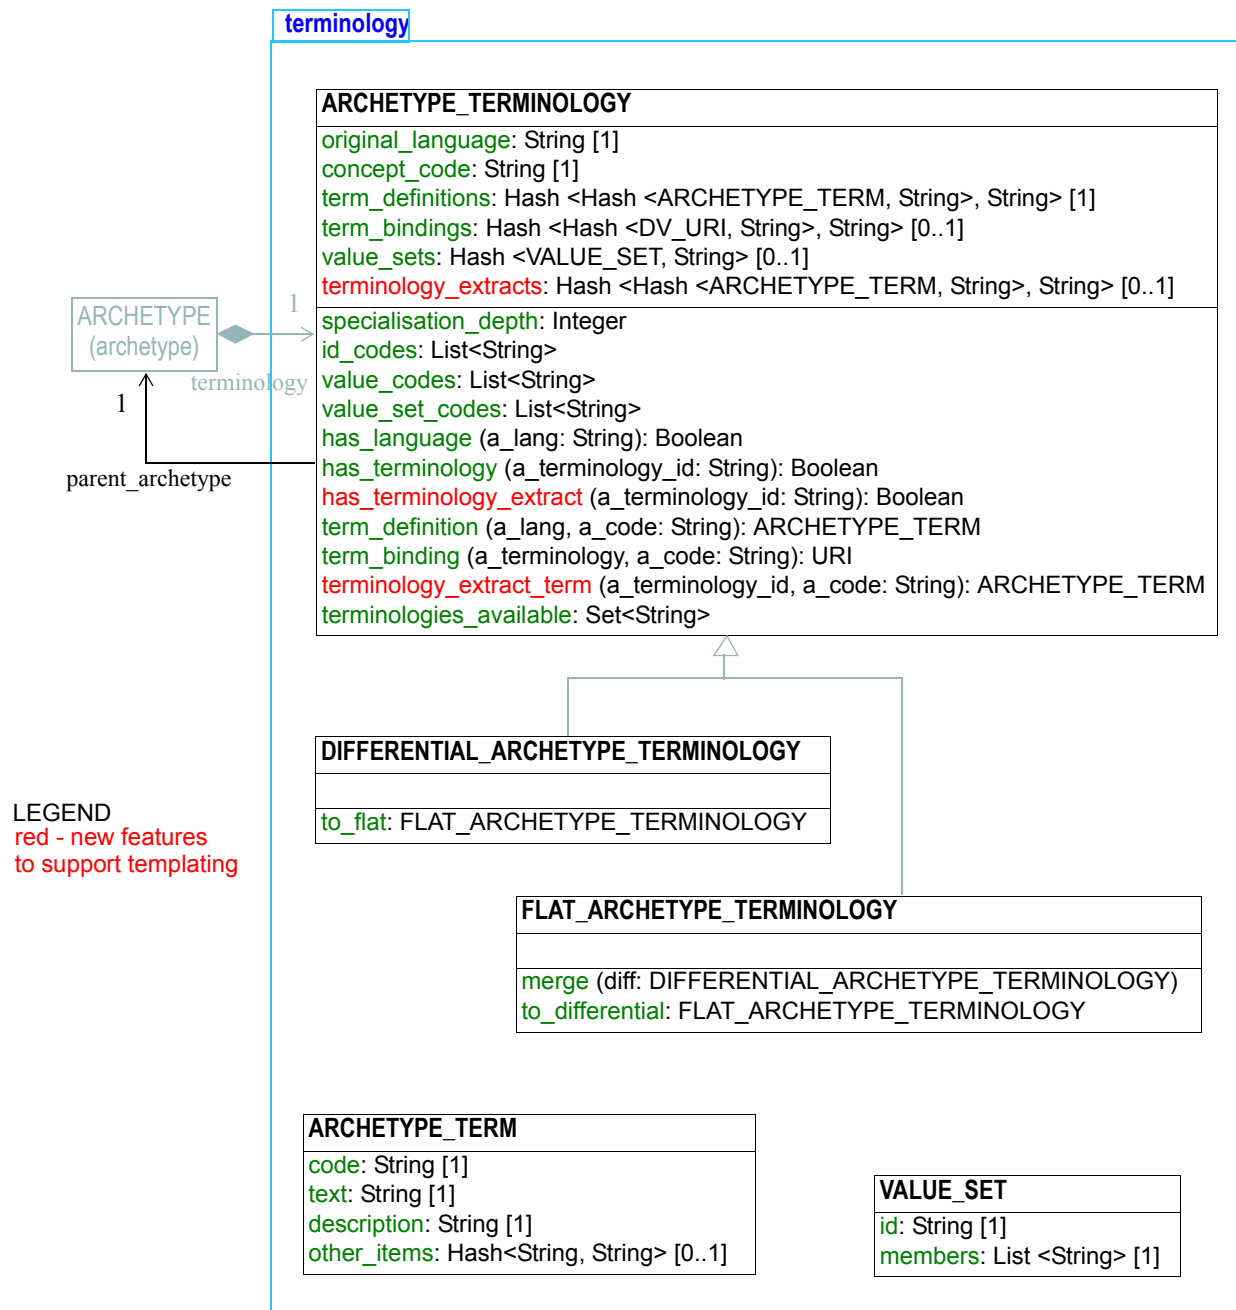 terminology
ARCHETYPE_TERMINOLOGY
original_language: String [1]
concept_code: String [1]
term_definitions: Hash <Hash <ARCHETYPE_TERM, String>, String> [1]
term_bindings: Hash <Hash <DV_URI, String>, String> [0..1]
value_sets: Hash <VALUE_SET, String> [0..1]
terminology_extracts: Hash <Hash <ARCHETYPE_TERM, String>, String> [0..1]
ARCHETYPE
(archetype)
1
terminology
1
parent_archetype
specialisation_depth: Integer
id_codes: List<String>
value_codes: List<String>
value_set_codes: List<String>
has_language (a_lang: String): Boolean
has_terminology (a_terminology_id: String): Boolean
has_terminology_extract (a_terminology_id: String): Boolean
term_definition (a_lang, a_code: String): ARCHETYPE_TERM
term_binding (a_terminology, a_code: String): URI
terminology_extract_term (a_terminology_id, a_code: String): ARCHETYPE_TERM
terminologies_available: Set<String>
DIFFERENTIAL_ARCHETYPE_TERMINOLOGY
to_flat: FLAT_ARCHETYPE_TERMINOLOGY
LEGEND
red - new features
to support templating
FLAT_ARCHETYPE_TERMINOLOGY
merge (diff: DIFFERENTIAL_ARCHETYPE_TERMINOLOGY)
to_differential: FLAT_ARCHETYPE_TERMINOLOGY
ARCHETYPE_TERM
code: String [1]
text: String [1]
description: String [1]
other_items: Hash<String, String> [0..1]
VALUE_SET
id: String [1]
members: List <String> [1]